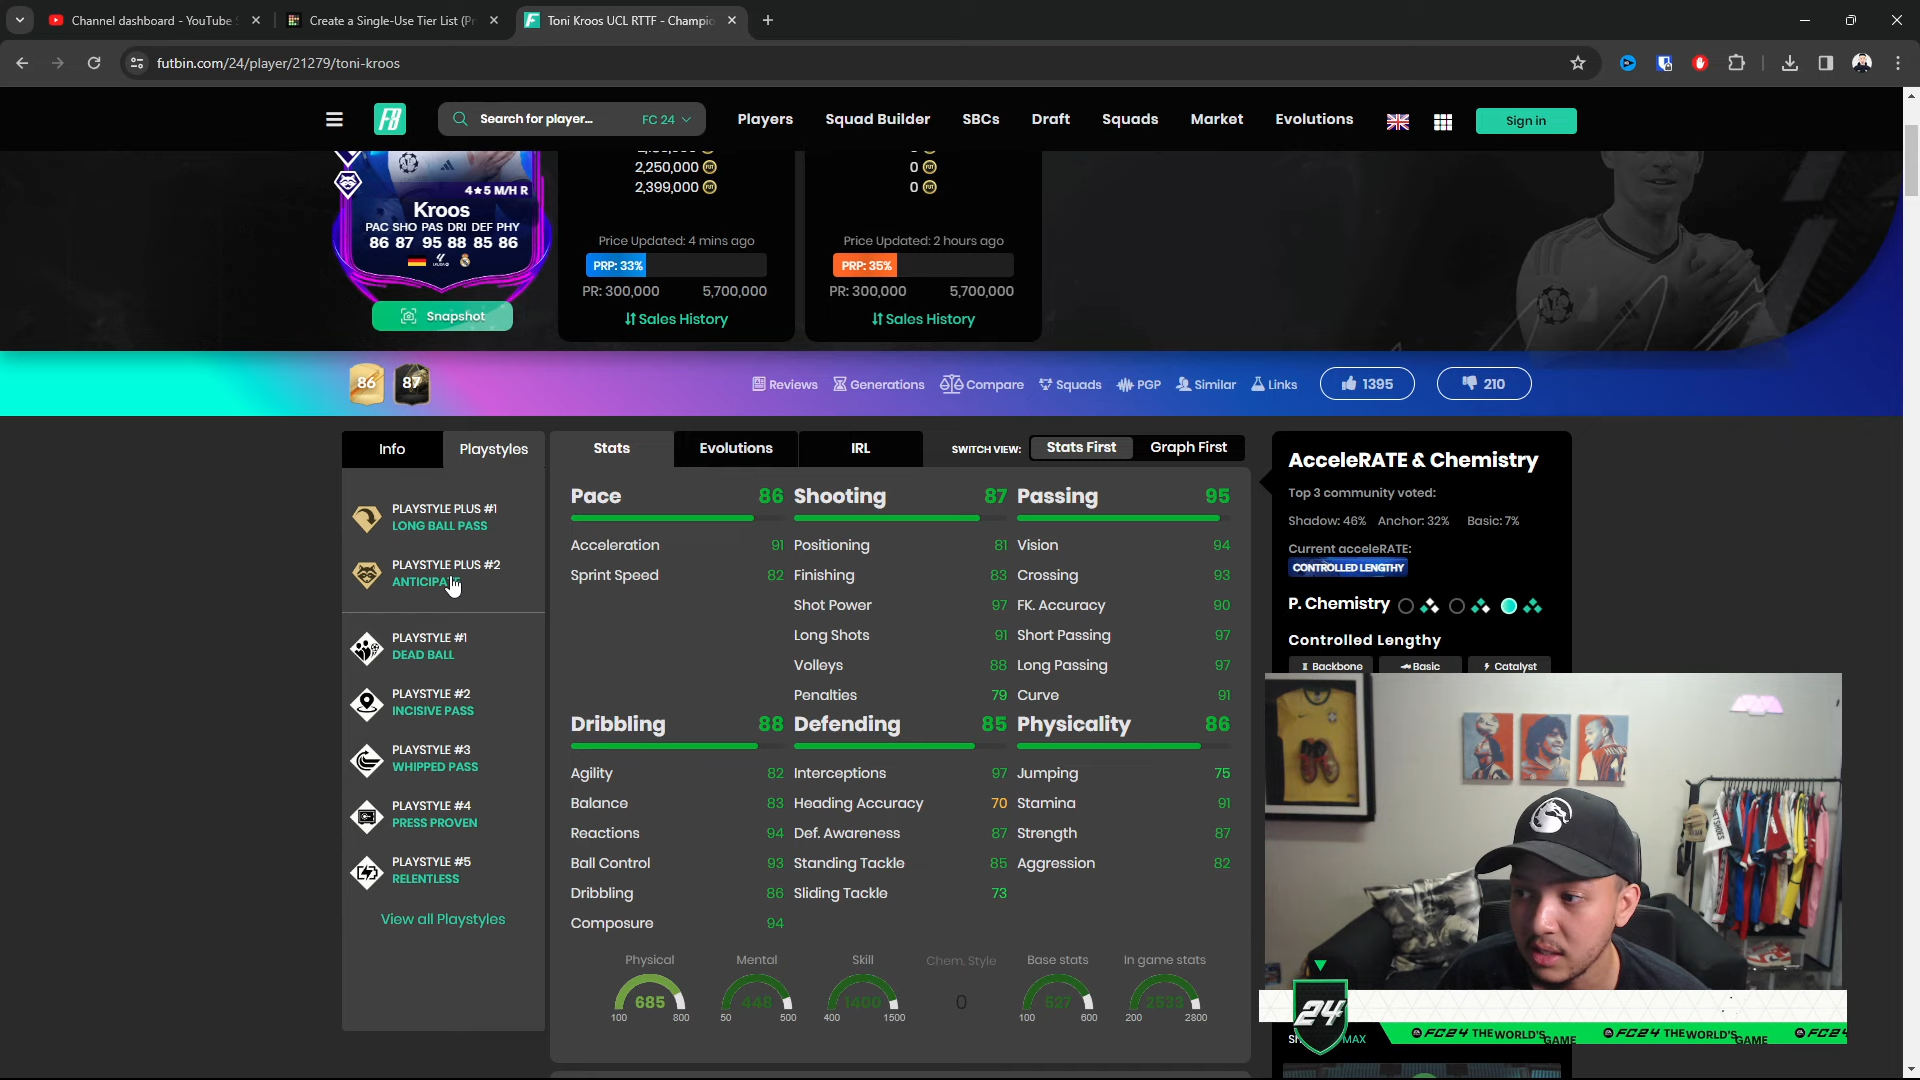 Channel dashboard - YouTube
Create a Single-Use Tier List (Pr
Toni Kroos UCL RTTF - Champio
futbin.com/24/player/21279/toni-kroos
Search for player...
FC 24
Players
Squad Builder
SBCs
Draft
Squads
Market
Evolutions
Sign in
2,250,000
2,399,000
0
0
4★5 M/H R
Kroos
PAC SHO PAS DRI DEF PHY
86 87 95 88 85 86
Snapshot
Price Updated: 4 mins ago
PRP: 33%
PR: 300,000 5,700,000
Sales History
Price Updated: 2 hours ago
PRP: 35%
PR: 300,000 5,700,000
Sales History
86
87
Reviews
Generations
Compare
Squads
PGP
Similar
Links
1395
210
Info
Playstyles
PLAYSTYLE PLUS #1
LONG BALL PASS
PLAYSTYLE PLUS #2
ANTICIPATE
PLAYSTYLE #1
DEAD BALL
PLAYSTYLE #2
INCISIVE PASS
PLAYSTYLE #3
WHIPPED PASS
PLAYSTYLE #4
PRESS PROVEN
PLAYSTYLE #5
RELENTLESS
View all Playstyles
Stats
Evolutions
IRL
SWITCH VIEW:
Stats First
Graph First
Pace 86
Acceleration 91
Sprint Speed 82
Shooting 87
Positioning 81
Finishing 83
Shot Power 97
Long Shots 91
Volleys 88
Penalties 79
Passing 95
Vision 94
Crossing 93
FK. Accuracy 90
Short Passing 97
Long Passing 97
Curve 91
Dribbling 88
Agility 82
Balance 83
Reactions 94
Ball Control 93
Dribbling 86
Composure 94
Defending 85
Interceptions 97
Heading Accuracy 70
Def. Awareness 87
Standing Tackle 85
Sliding Tackle 73
Physicality 86
Jumping 75
Stamina 91
Strength 87
Aggression 82
Physical
685
100 800
Mental
448
50 500
Skill
1400
400 1500
Chem. Style
0
Base stats
527
100 600
In game stats
2533
200 2800
AcceleRATE & Chemistry
Top 3 community voted:
Shadow: 46% Anchor: 32% Basic: 7%
Current acceleRATE:
CONTROLLED LENGTHY
P. Chemistry
Controlled Lengthy
Backbone
Basic
Catalyst
HENRY
24
MAX
FC24 THE WORLD'S GAME
FC24 THE WORLD'S GAME
FC24